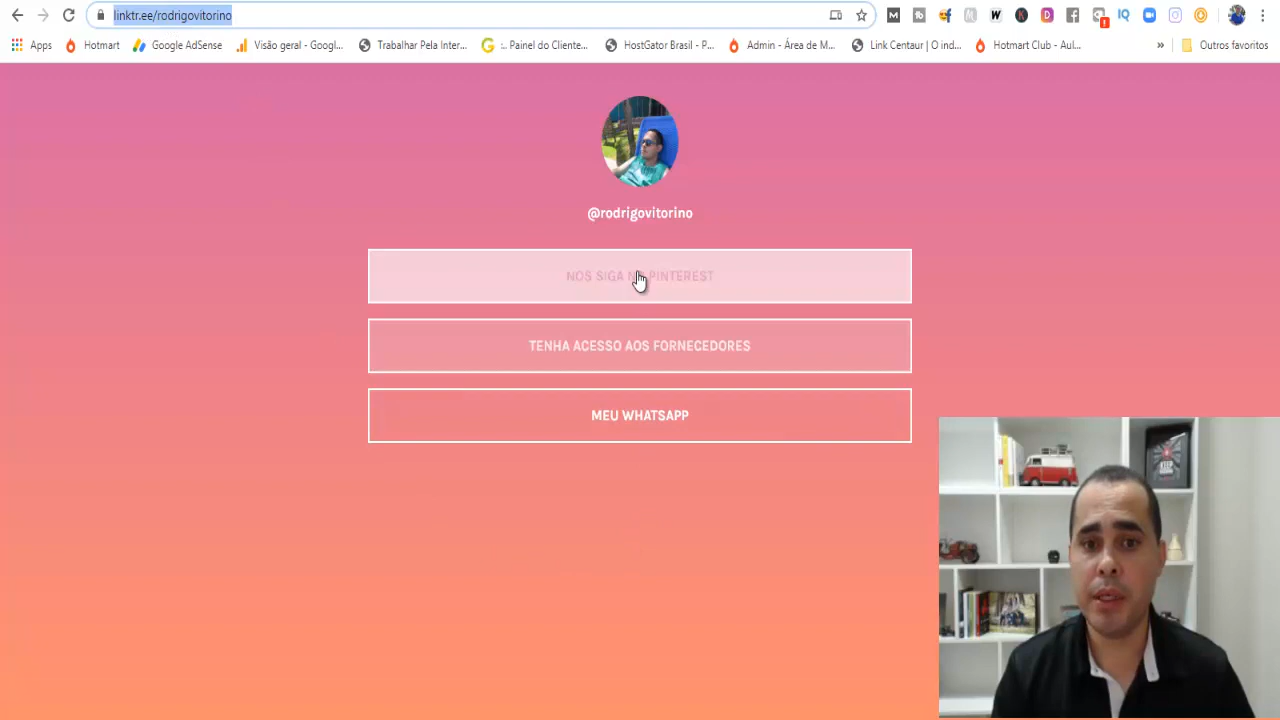 linktr.ee/rodrigovitorino
Apps
Hotmart
Google AdSense
Visão geral - Googl...
Trabalhar Pela Inter...
:. Painel do Cliente...
HostGator Brasil - P...
Admin - Área de M...
Link Centaur | O ind...
Hotmart Club - Aul...
»
Outros favoritos
@rodrigovitorino
NOS SIGA NO PINTEREST
TENHA ACESSO AOS FORNECEDORES
MEU WHATSAPP
KEEP